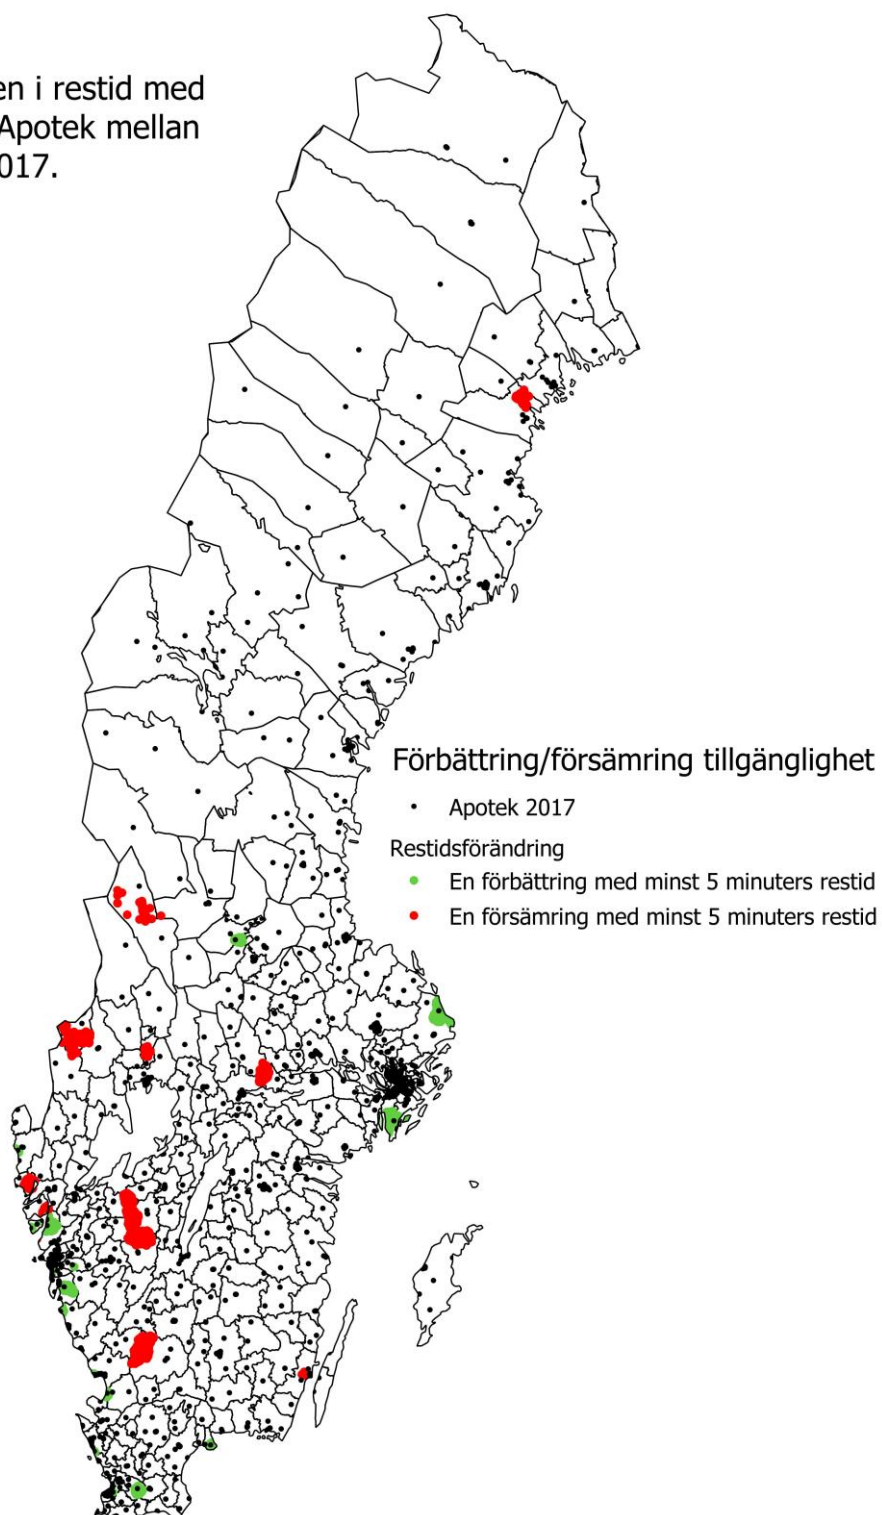 en i restid med
Apotek mellan
017.
Förbättring/försämring tillgänglighet
Apotek 2017
Restidsförändring
En förbättring med minst 5 minuters restid
En försämring med minst 5 minuters restid